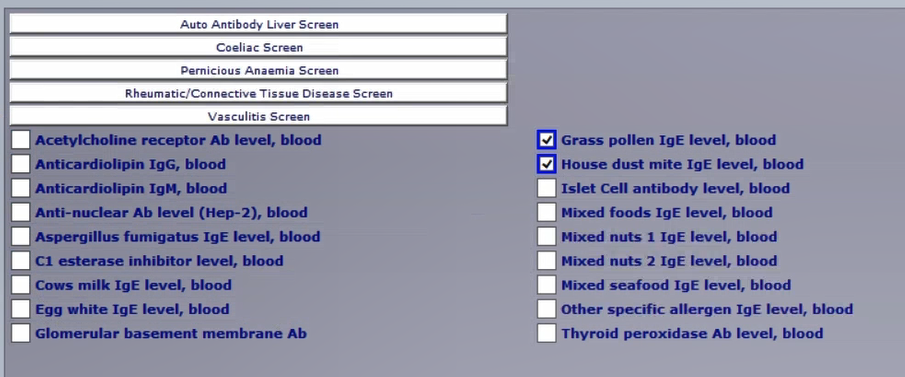 Auto Antibody Liver Screen
Coeliac Screen
Pernicious Anaemia Screen
Rheumatic/Connective Tissue Disease Screen
Vasculitis Screen
Acetylcholine receptor Ab level, blood
Anticardiolipin IgG, blood
Anticardiolipin IgM, blood
Anti-nuclear Ab level (Hep-2), blood
Aspergillus fumigatus IgE level, blood
C1 esterase inhibitor level, blood
Cows milk IgE level, blood
Egg white IgE level, blood
Glomerular basement membrane Ab
Grass pollen IgE level, blood
House dust mite IgE level, blood
Islet Cell antibody level, blood
Mixed foods IgE level, blood
Mixed nuts 1 IgE level, blood
Mixed nuts 2 IgE level, blood
Mixed seafood IgE level, blood
Other specific allergen IgE level, blood
Thyroid peroxidase Ab level, blood